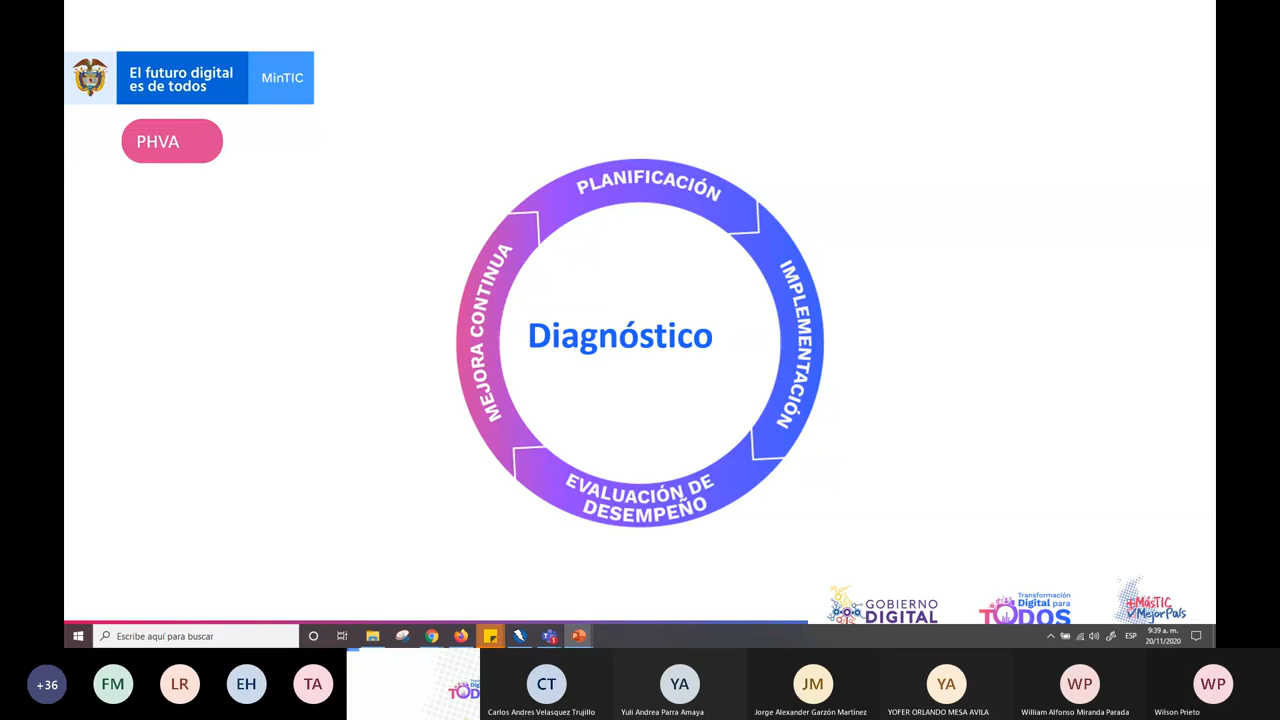 El futuro digital
es de todos
MinTIC
PHVA
PLANIFICACIÓN
IMPLEMENTACIÓN
EVALUACIÓN DE
DESEMPEÑO
MEJORA CONTINUA
Diagnóstico
GOBIERNO
DIGITAL
Transformación
Digital para
TODOS
+MásTIC
MejorPaís
Escribe aquí para buscar
ESP
9:39 a. m.
20/11/2020
+36
FM
LR
EH
TA
CT
Carlos Andres Velasquez Trujillo
YA
Yuli Andrea Parra Amaya
JM
Jorge Alexander Garzón Martínez
YA
YOFER ORLANDO MESA AVILA
WP
William Alfonso Miranda Parada
WP
Wilson Prieto